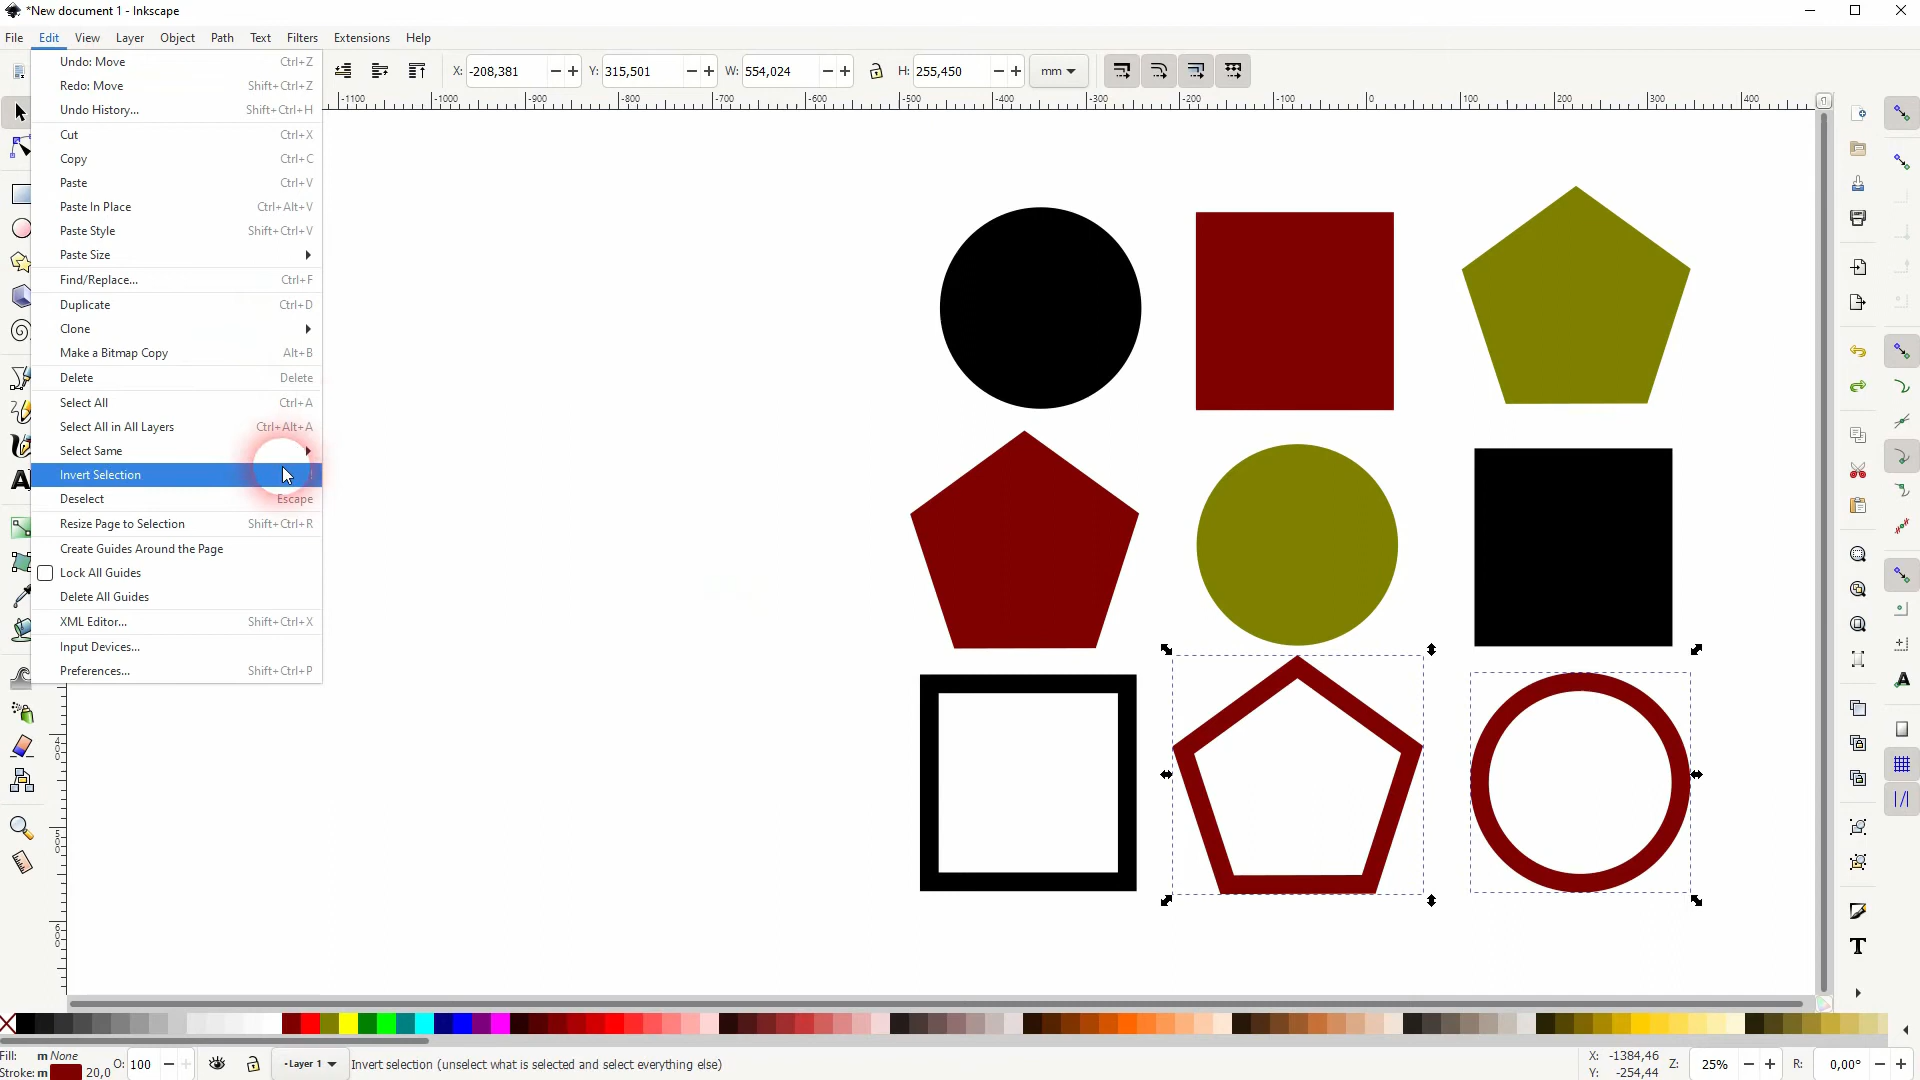 *New document 1 - Inkscape
File Edit View Layer Object Path Text Filters Extensions Help
X: -208,381 Y: 315,501 W: 554,024 H: 255,450 mm
-1100 -1000 -900 -800 -700 -600 -500 -400 -300 -200 -100 0 100 200 300 400
Undo: Move Ctrl+Z
Redo: Move Shift+Ctrl+Z
Undo History... Shift+Ctrl+H
Cut Ctrl+X
Copy Ctrl+C
Paste Ctrl+V
Paste In Place Ctrl+Alt+V
Paste Style Shift+Ctrl+V
Paste Size
Find/Replace... Ctrl+F
Duplicate Ctrl+D
Clone
Make a Bitmap Copy Alt+B
Delete Delete
Select All Ctrl+A
Select All in All Layers Ctrl+Alt+A
Select Same
Invert Selection !
Deselect Escape
Resize Page to Selection Shift+Ctrl+R
Create Guides Around the Page
Lock All Guides
Delete All Guides
XML Editor... Shift+Ctrl+X
Input Devices...
Preferences... Shift+Ctrl+P
400
500
600
Fill: m None
Stroke: m 20,0
O: 100
-Layer 1
Invert selection (unselect what is selected and select everything else)
X: -1384,46
Y: -254,44
Z: 25%
R: 0,00°